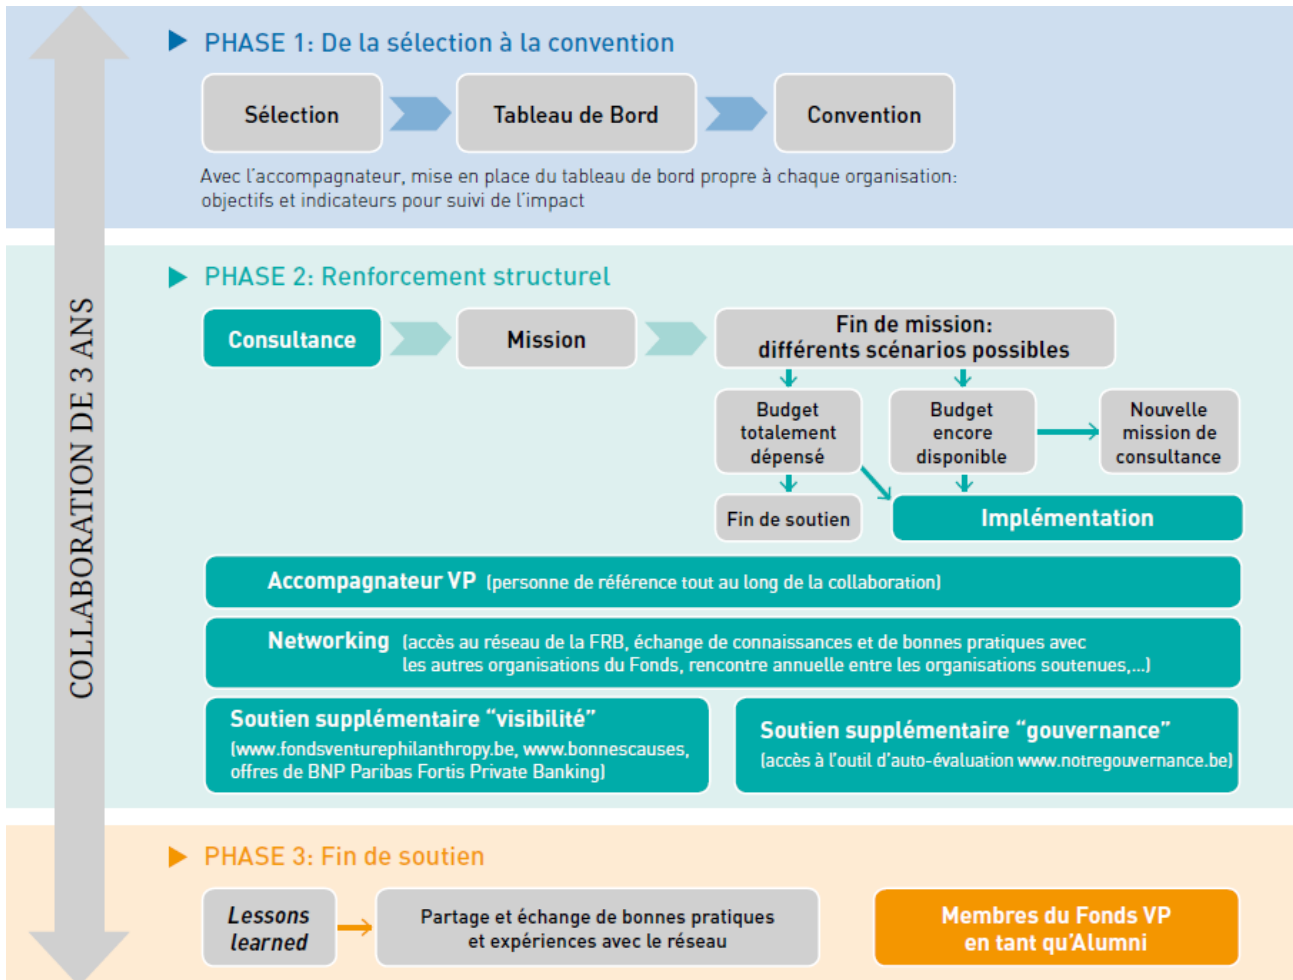 COLLABORATION DE 3 ANS
PHASE 1: De la sélection à la convention
Sélection
Tableau de Bord
Convention
Avec l'accompagnateur, mise en place du tableau de bord propre à chaque organisation:
objectifs et indicateurs pour suivi de l'impact
PHASE 2: Renforcement structurel
Consultance
Mission
Fin de mission:
différents scénarios possibles
Budget
totalement
dépensé
Budget
encore
disponible
Nouvelle
mission de
consultance
Fin de soutien
Implémentation
Accompagnateur VP (personne de référence tout au long de la collaboration)
Networking (accès au réseau de la FRB, échange de connaissances et de bonnes pratiques avec
les autres organisations du Fonds, rencontre annuelle entre les organisations soutenues,...)
Soutien supplémentaire "visibilité"
(www.fondsventurephilanthropy.be, www.bonnescauses,
offres de BNP Paribas Fortis Private Banking)
Soutien supplémentaire "gouvernance"
(accès à l'outil d'auto-évaluation www.notregouvernance.be)
PHASE 3: Fin de soutien
Lessons
learned
Partage et échange de bonnes pratiques
et expériences avec le réseau
Membres du Fonds VP
en tant qu'Alumni